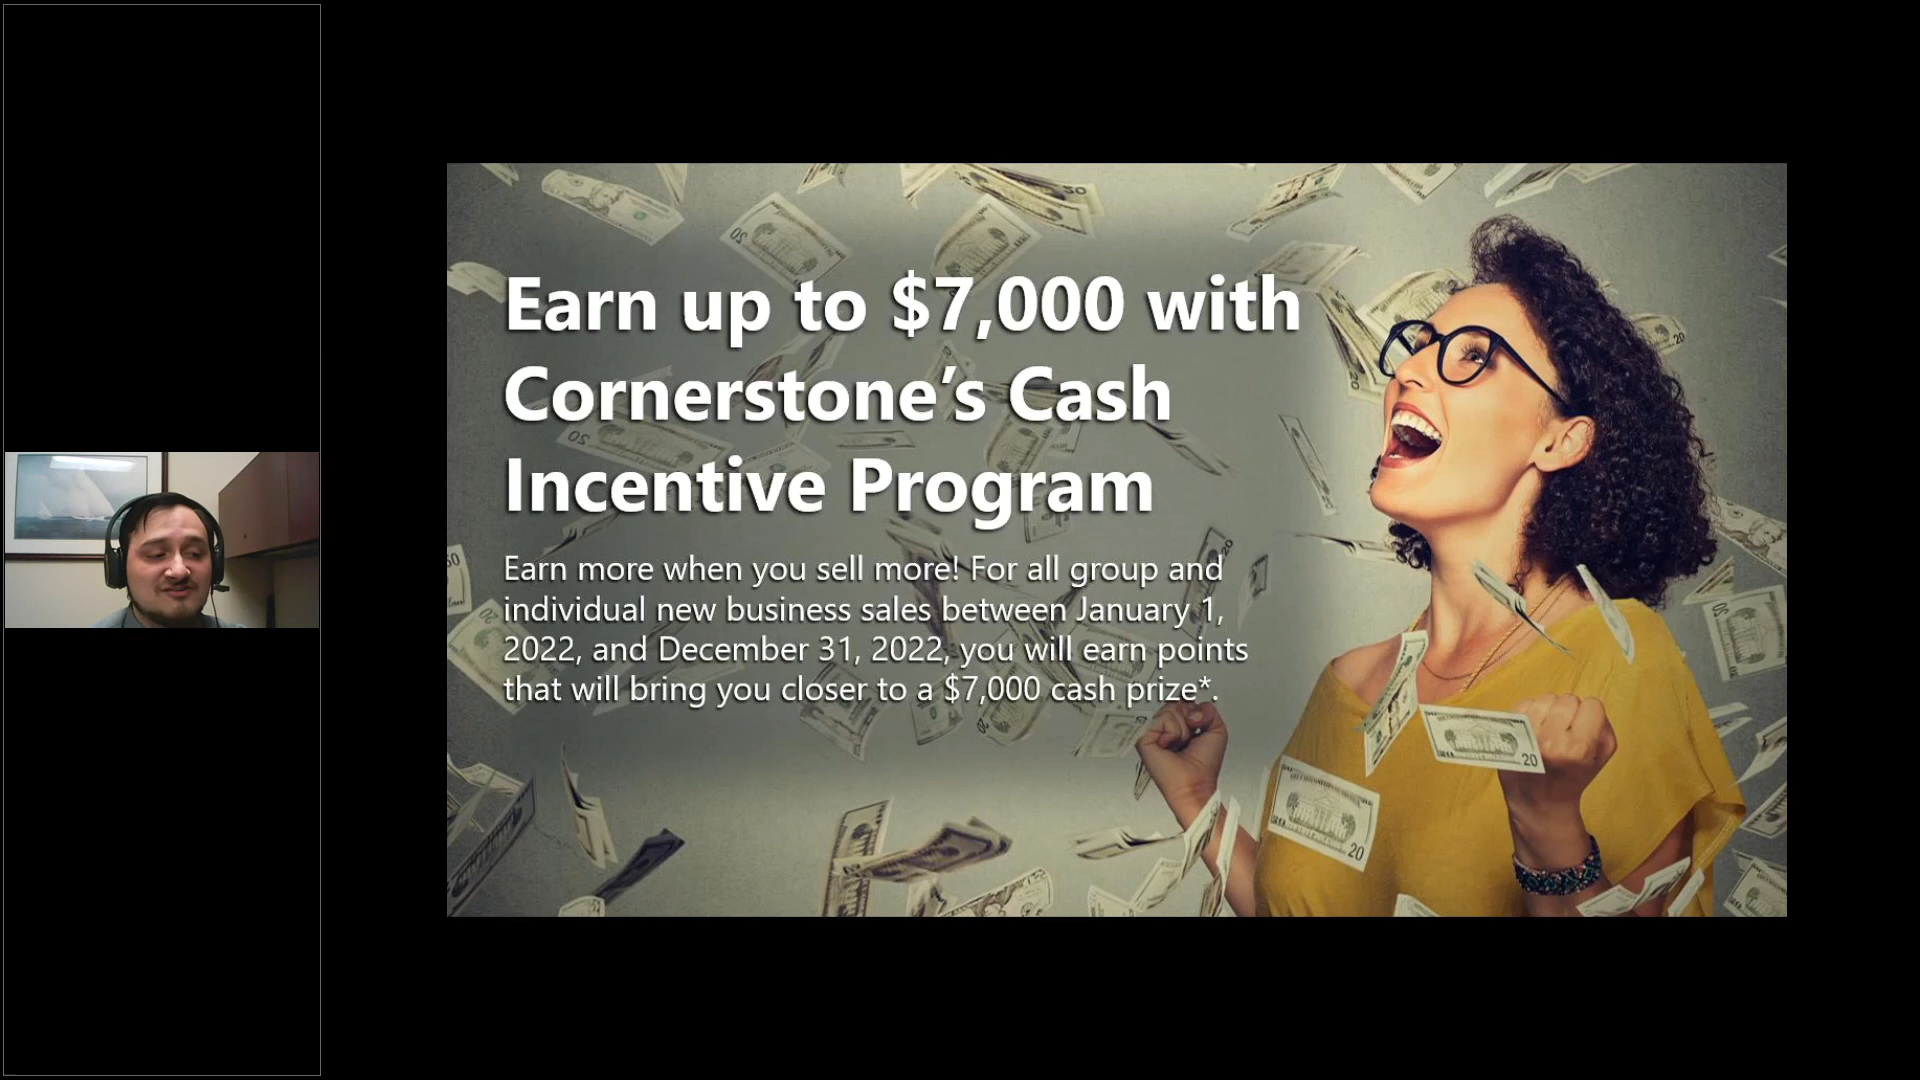 Earn up to $7,000 with
Cornerstone’s Cash
Incentive Program
Earn more when you sell more! For all group and
individual new business sales between January 1,
2022, and December 31, 2022, you will earn points
that will bring you closer to a $7,000 cash prize*.
20
20